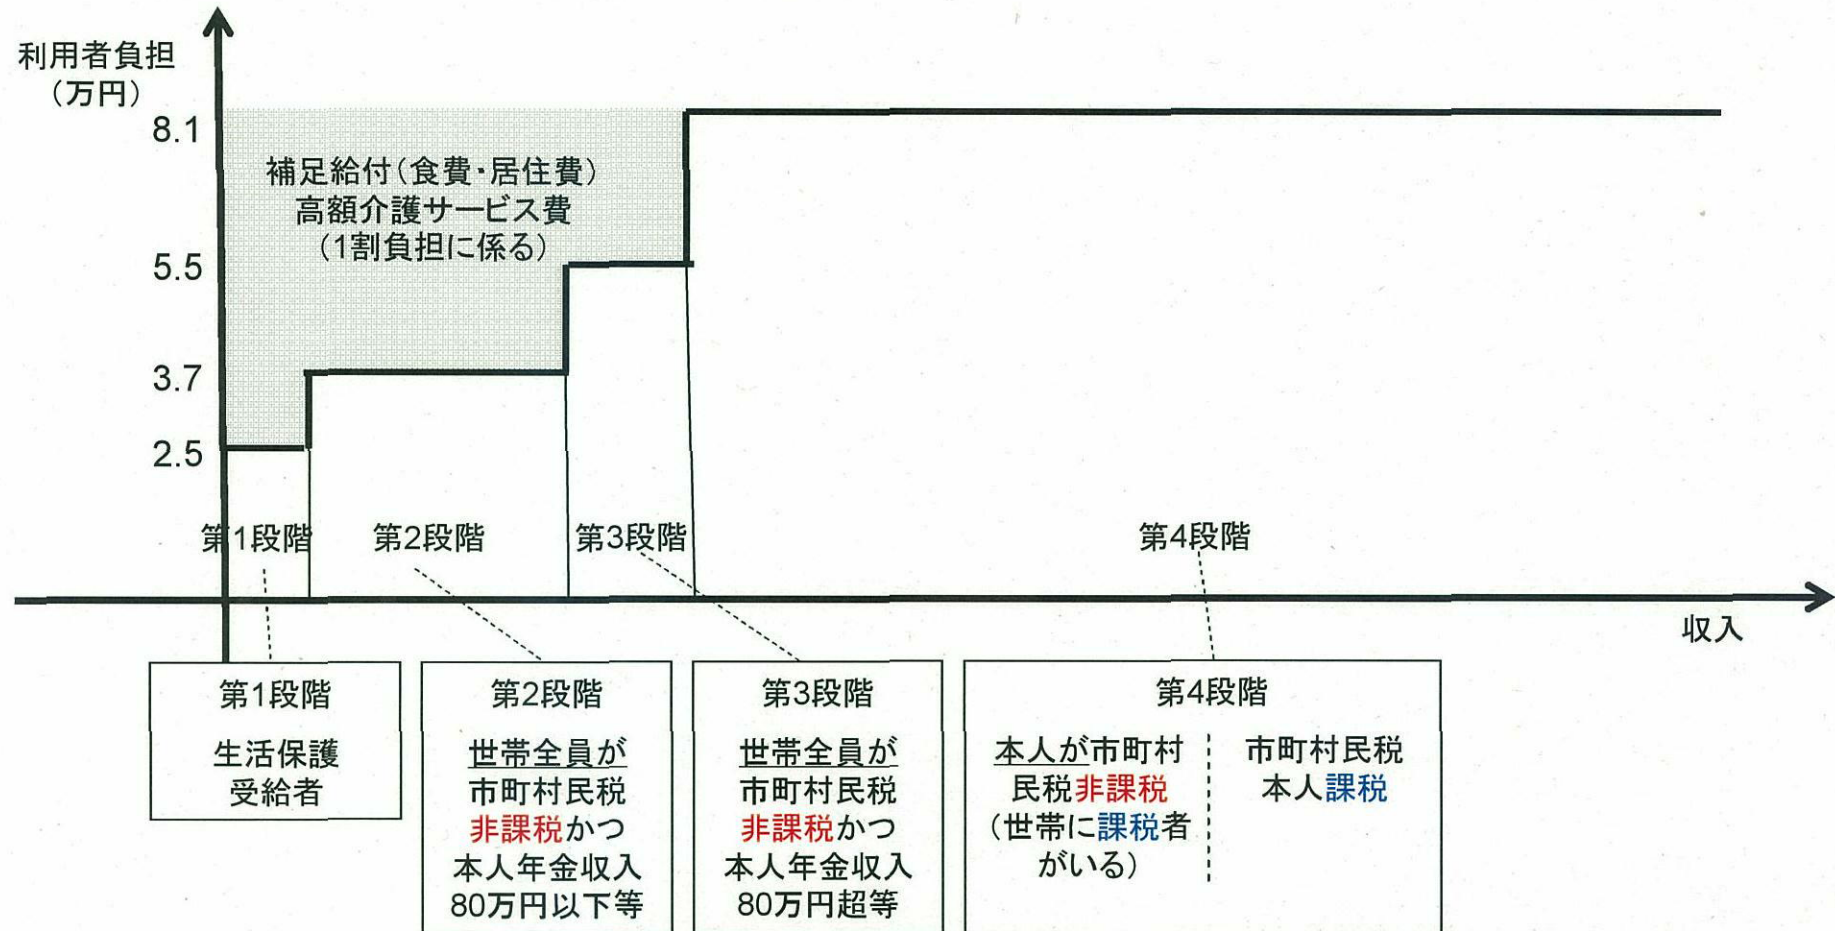 利用者負担
（万円）
8.1
5.5
3.7
2.5
補足給付（食費・居住費）
高額介護サービス費
（1割負担に係る）
第1段階
第2段階
第3段階
第4段階
収入
第1段階
生活保護
受給者
第2段階
世帯全員が
市町村民税
非課税かつ
本人年金収入
80万円以下等
第3段階
世帯全員が
市町村民税
非課税かつ
本人年金収入
80万円超等
第4段階
本人が市町村
民税非課税
（世帯に課税者
がいる）
市町村民税
本人課税